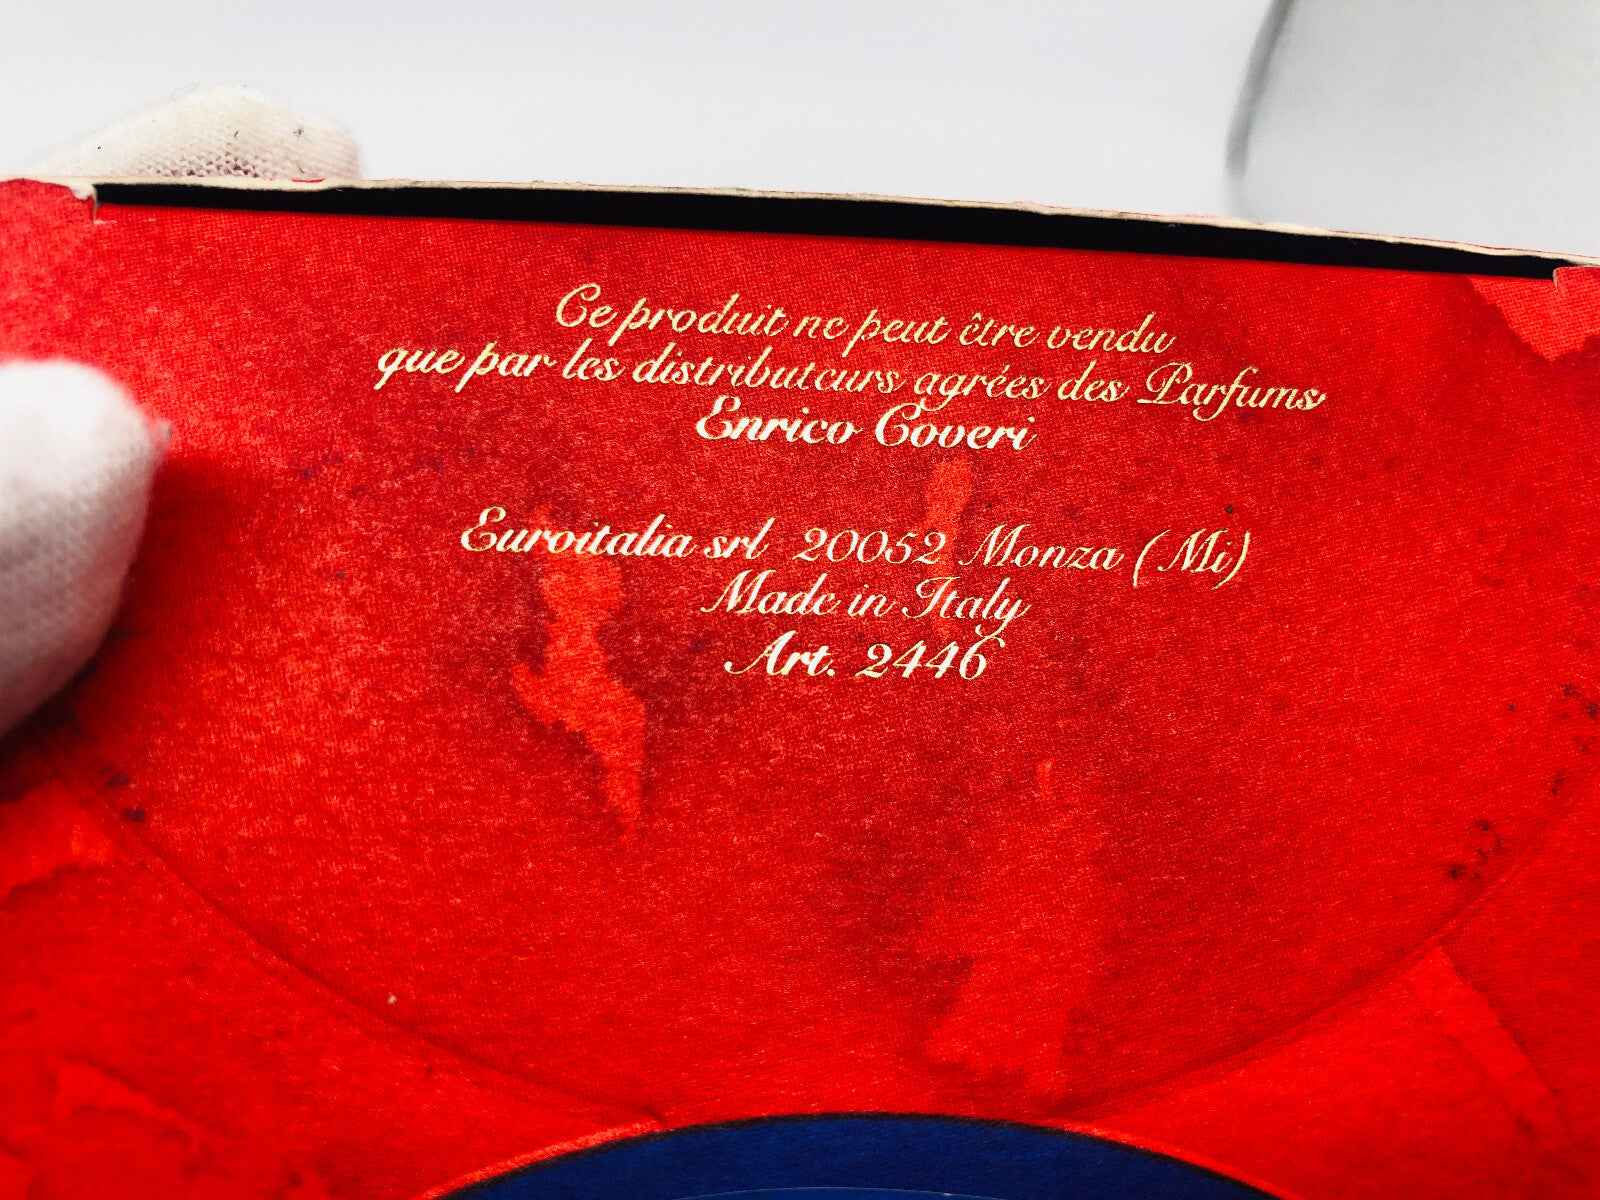 Ce produit ne peut être vendu
que par les distributeurs agrées des Parfums
Enrico Coveri
Euroitalia srl 20052 Monza (Mi)
Made in Italy
Art. 2446